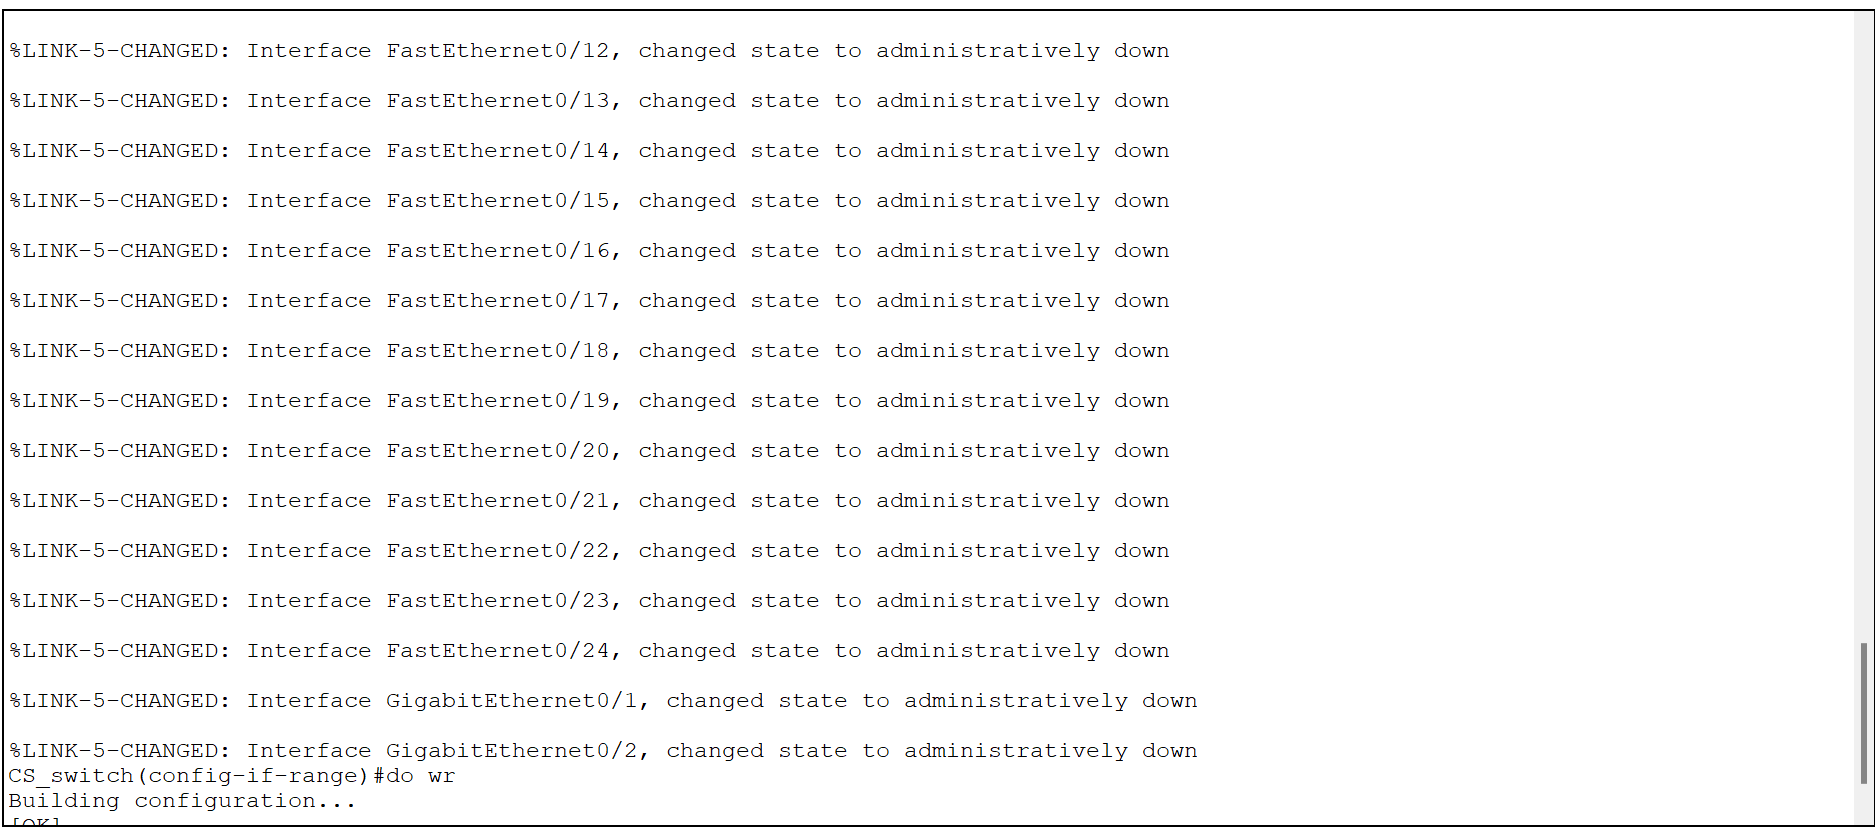 %LINK-5-CHANGED: Interface FastEthernet0/12, changed state to administratively down
%LINK-5-CHANGED: Interface FastEthernet0/13, changed state to administratively down
%LINK-5-CHANGED: Interface FastEthernet0/14, changed state to administratively down
%LINK-5-CHANGED: Interface FastEthernet0/15, changed state to administratively down
%LINK-5-CHANGED: Interface FastEthernet0/16, changed state to administratively down
%LINK-5-CHANGED: Interface FastEthernet0/17, changed state to administratively down
%LINK-5-CHANGED: Interface FastEthernet0/18, changed state to administratively down
%LINK-5-CHANGED: Interface FastEthernet0/19, changed state to administratively down
%LINK-5-CHANGED: Interface FastEthernet0/20, changed state to administratively down
%LINK-5-CHANGED: Interface FastEthernet0/21, changed state to administratively down
%LINK-5-CHANGED: Interface FastEthernet0/22, changed state to administratively down
%LINK-5-CHANGED: Interface FastEthernet0/23, changed state to administratively down
%LINK-5-CHANGED: Interface FastEthernet0/24, changed state to administratively down
%LINK-5-CHANGED: Interface GigabitEthernet0/1, changed state to administratively down
%LINK-5-CHANGED: Interface GigabitEthernet0/2, changed state to administratively down
CS_switch(config-if-range)#do wr
Building configuration...
[OK]